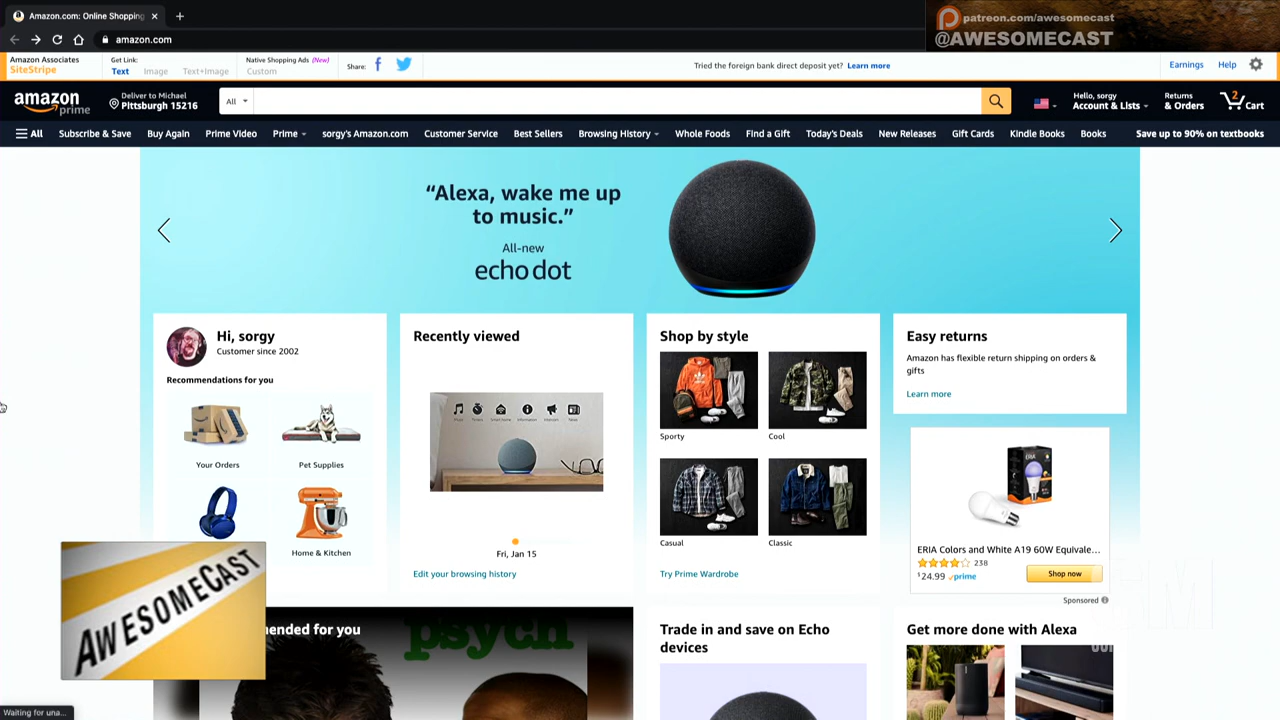 Amazon.com: Online Shopping
patreon.com/awesomecast
@AWESOMECAST
amazon.com
Amazon Associates
SiteStripe
Get Link:
Text Image Text+Image
Native Shopping Ads (New)
Custom
Share:
Tried the foreign bank direct deposit yet? Learn more
Earnings Help
amazon
prime
Deliver to Michael
Pittsburgh 15216
All
Hello, sorgy
Account & Lists
Returns
& Orders
2
Cart
All Subscribe & Save Buy Again Prime Video Prime sorgy's Amazon.com Customer Service Best Sellers Browsing History Whole Foods Find a Gift Today's Deals New Releases Gift Cards Kindle Books Books Save up to 90% on textbooks
“Alexa, wake me up
to music.”
All-new
echo dot
Hi, sorgy
Customer since 2002
Recommendations for you
Your Orders
Pet Supplies
Home & Kitchen
Recently viewed
Fri, Jan 15
Edit your browsing history
Shop by style
Sporty
Cool
Casual
Classic
Try Prime Wardrobe
Easy returns
Amazon has flexible return shipping on orders &
gifts
Learn more
ERIA
ERIA Colors and White A19 60W Equivale...
238
$24.99 prime
Shop now
Sponsored
AWESOMECAST
ended for you
psych
Trade in and save on Echo
devices
Get more done with Alexa
Waiting for una...